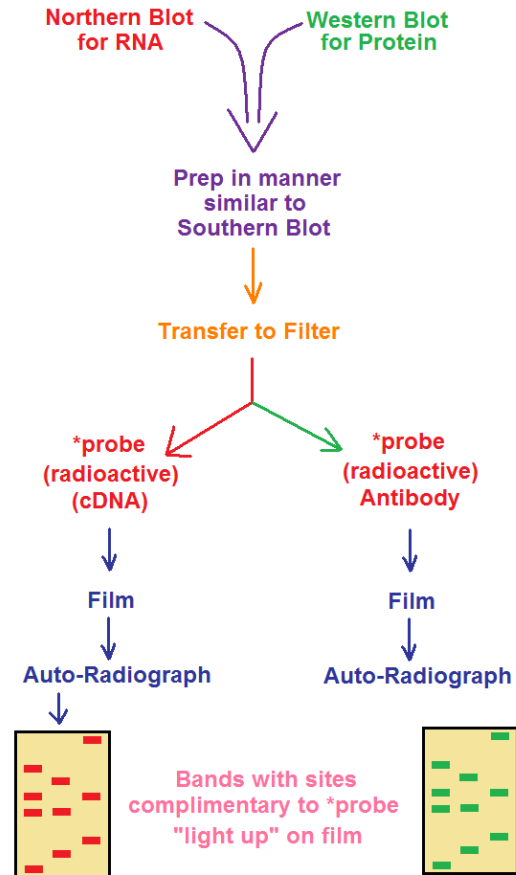 Northern Blot
for RNA
Western Blot
for Protein
Prep in manner
similar to
Southern Blot
Transfer to Filter
*probe
(radioactive)
(cDNA)
*probe
(radioactive)
Antibody
Film
Film
Auto-Radiograph
Auto-Radiograph
Bands with sites
complimentary to *probe
"light up" on film